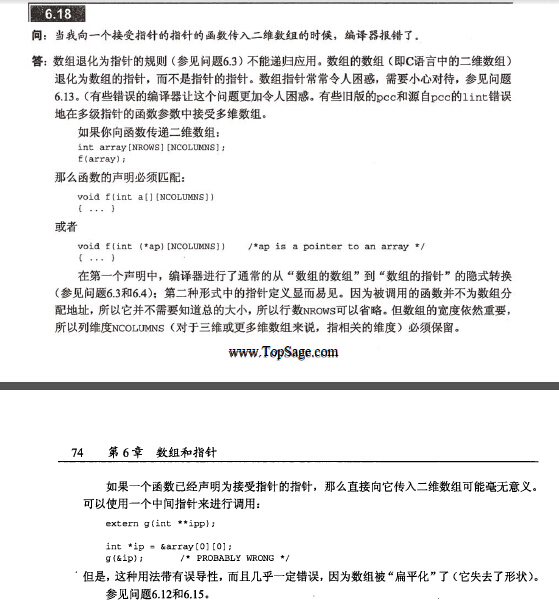 6.18
问：当我向一个接受指针的指针的函数传入二维数组的时候，编译器报错了。
答：数组退化为指针的规则（参见问题6.3）不能递归应用。数组的数组（即C语言中的二维数组）
退化为数组的指针，而不是指针的指针。数组指针常常令人困惑，需要小心对待，参见问题
6.13。（有些错误的编译器让这个问题更加令人困惑。有些旧版的pcc和源自pcc的lint错误
地在多级指针的函数参数中接受多维数组。
如果你向函数传递二维数组：
int array[NROWS][NCOLUMNS];
f(array);
那么函数的声明必须匹配：
void f(int a[][NCOLUMNS])
{ ... }
或者
void f(int (*ap)[NCOLUMNS]) /*ap is a pointer to an array */
{ ... }
在第一个声明中，编译器进行了通常的从“数组的数组”到“数组的指针”的隐式转换
（参见问题6.3和6.4）；第二种形式中的指针定义显而易见。因为被调用的函数并不为数组分
配地址，所以它并不需要知道总的大小，所以行数NROWS可以省略。但数组的宽度依然重要，
所以列维度NCOLUMNS（对于三维或更多维数组来说，指相关的维度）必须保留。
www.TopSage.com
74 第6章 数组和指针
如果一个函数已经声明为接受指针的指针，那么直接向它传入二维数组可能毫无意义。
可以使用一个中间指针来进行调用：
extern g(int **ipp);
int *ip = &array[0][0];
g(&ip); /* PROBABLY WRONG */
但是，这种用法带有误导性，而且几乎一定错误，因为数组被“扁平化”了（它失去了形状）。
参见问题6.12和6.15。